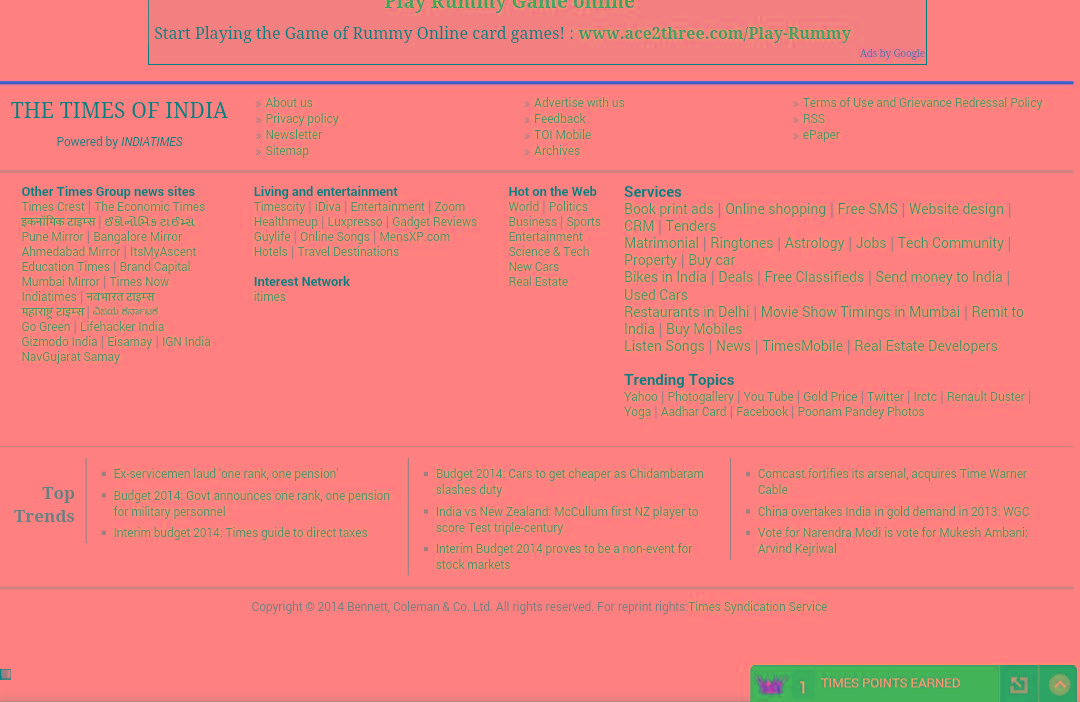 Play Rummy Game online
Start Playing the Game of Rummy Online card games! : www.ace2three.com/Play-Rummy
Ads by Google
THE TIMES OF INDIA
Powered by INDIATIMES
» About us
» Privacy policy
» Newsletter
» Sitemap
» Advertise with us
» Feedback
» TOI Mobile
» Archives
» Terms of Use and Grievance Redressal Policy
» RSS
» ePaper
Other Times Group news sites
Times Crest | The Economic Times
इकनॉमिक टाइम्स | ઈકોનોમિક ટાઈમ્સ
Pune Mirror | Bangalore Mirror
Ahmedabad Mirror | ItsMyAscent
Education Times | Brand Capital
Mumbai Mirror | Times Now
Indiatimes | नवभारत टाइम्स
महाराष्ट्र टाइम्स | ವಿಜಯ ಕರ್ನಾಟಕ
Go Green | Lifehacker India
Gizmodo India | Eisamay | IGN India
NavGujarat Samay
Living and entertainment
Timescity | iDiva | Entertainment | Zoom
Healthmeup | Luxpresso | Gadget Reviews
Guylife | Online Songs | MensXP.com
Hotels | Travel Destinations
Interest Network
itimes
Hot on the Web
World | Politics
Business | Sports
Entertainment
Science & Tech
New Cars
Real Estate
Services
Book print ads | Online shopping | Free SMS | Website design |
CRM | Tenders
Matrimonial | Ringtones | Astrology | Jobs | Tech Community |
Property | Buy car
Bikes in India | Deals | Free Classifieds | Send money to India |
Used Cars
Restaurants in Delhi | Movie Show Timings in Mumbai | Remit to
India | Buy Mobiles
Listen Songs | News | TimesMobile | Real Estate Developers
Trending Topics
Yahoo | Photogallery | You Tube | Gold Price | Twitter | Irctc | Renault Duster |
Yoga | Aadhar Card | Facebook | Poonam Pandey Photos
Top
Trends
Ex-servicemen laud 'one rank, one pension'
Budget 2014: Govt announces one rank, one pension
for military personnel
Interim budget 2014: Times guide to direct taxes
Budget 2014: Cars to get cheaper as Chidambaram
slashes duty
India vs New Zealand: McCullum first NZ player to
score Test triple-century
Interim Budget 2014 proves to be a non-event for
stock markets
Comcast fortifies its arsenal, acquires Time Warner
Cable
China overtakes India in gold demand in 2013: WGC
Vote for Narendra Modi is vote for Mukesh Ambani:
Arvind Kejriwal
Copyright © 2014 Bennett, Coleman & Co. Ltd. All rights reserved. For reprint rights:Times Syndication Service
1 TIMES POINTS EARNED